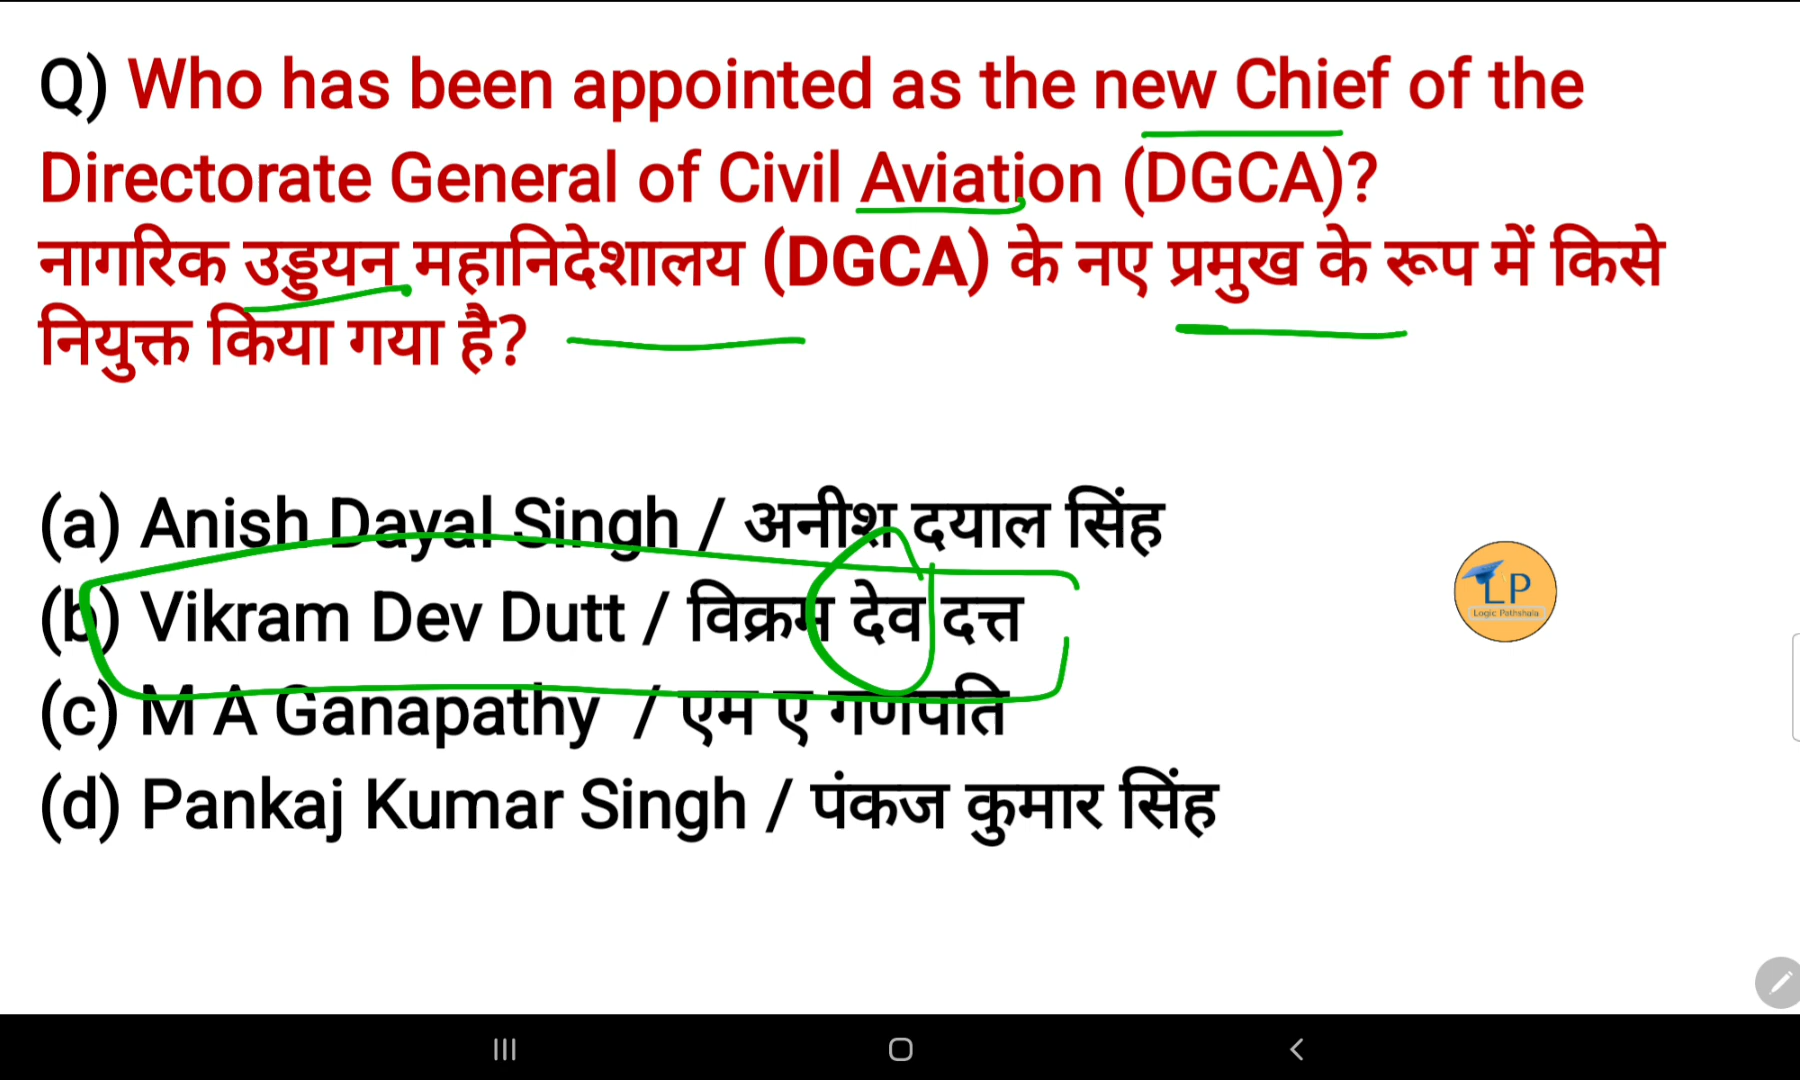 Q) Who has been appointed as the new Chief of the
Directorate General of Civil Aviation (DGCA)?
नागरिक उड्डयन महानिदेशालय (DGCA) के नए प्रमुख के रूप में किसे
नियुक्त किया गया है?
(a) Anish Dayal Singh / अनीश दयाल सिंह
(b) Vikram Dev Dutt / विक्रम देव दत्त
(c) M A Ganapathy / एम ए गणपति
(d) Pankaj Kumar Singh / पंकज कुमार सिंह
LP
Logic Pathshala